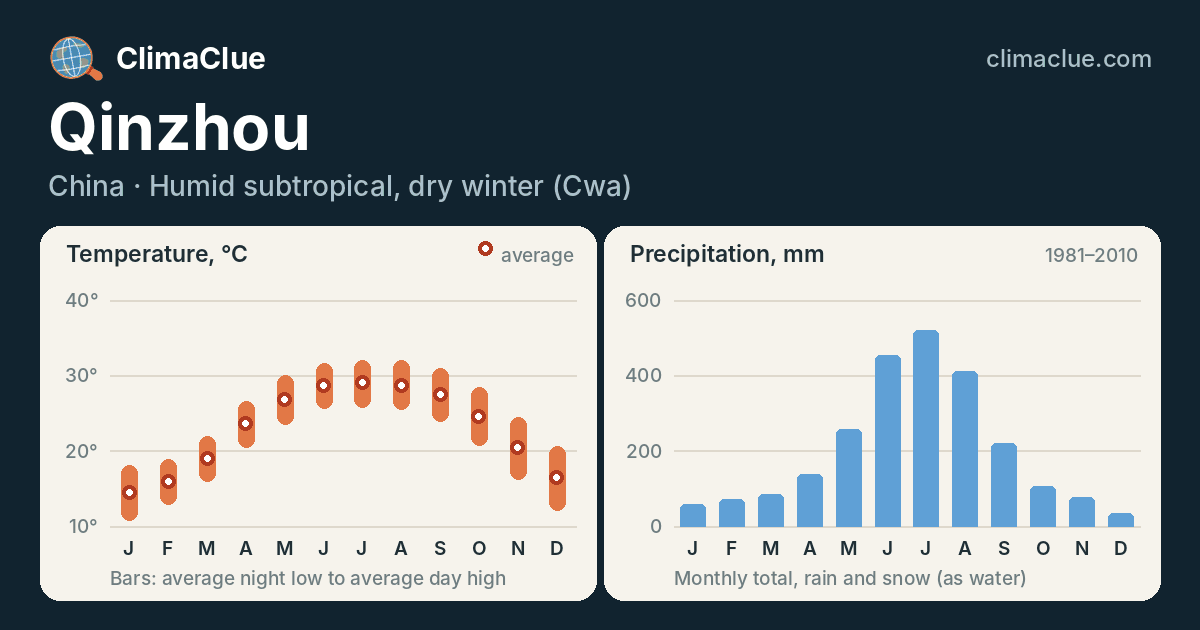 ClimaClue
climaclue.com
Qinzhou
China · Humid subtropical, dry winter (Cwa)
Temperature, °C
average
40°
30°
20°
10°
J F M A M J J A S O N D
Bars: average night low to average day high
Precipitation, mm
1981–2010
600
400
200
0
J F M A M J J A S O N D
Monthly total, rain and snow (as water)